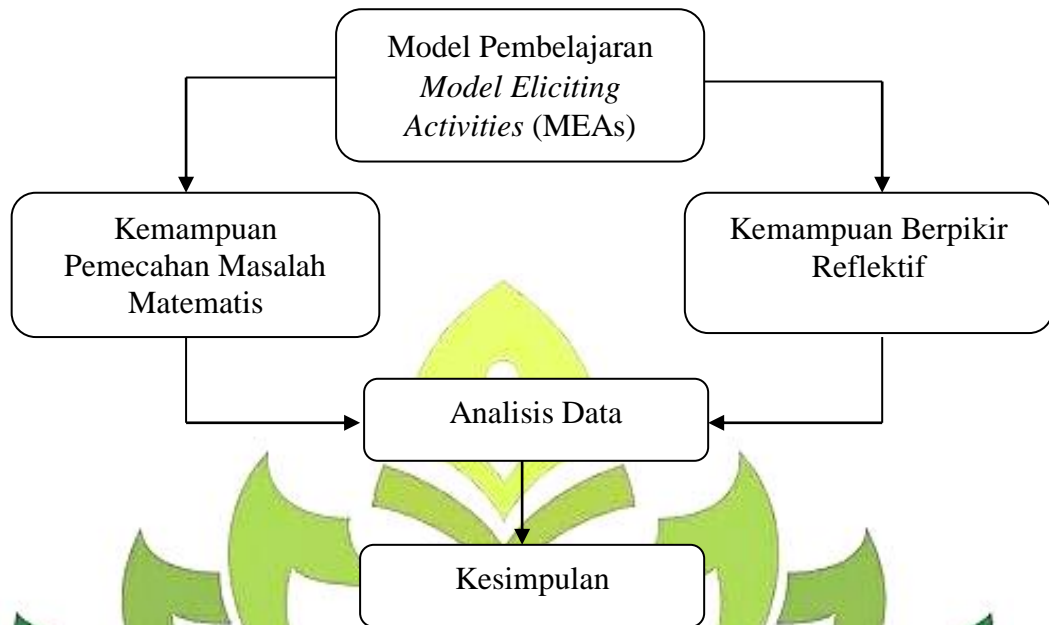 Model Pembelajaran
Model Eliciting
Activities (MEAs)
Kemampuan
Pemecahan Masalah
Matematis
Kemampuan Berpikir
Reflektif
Analisis Data
Kesimpulan